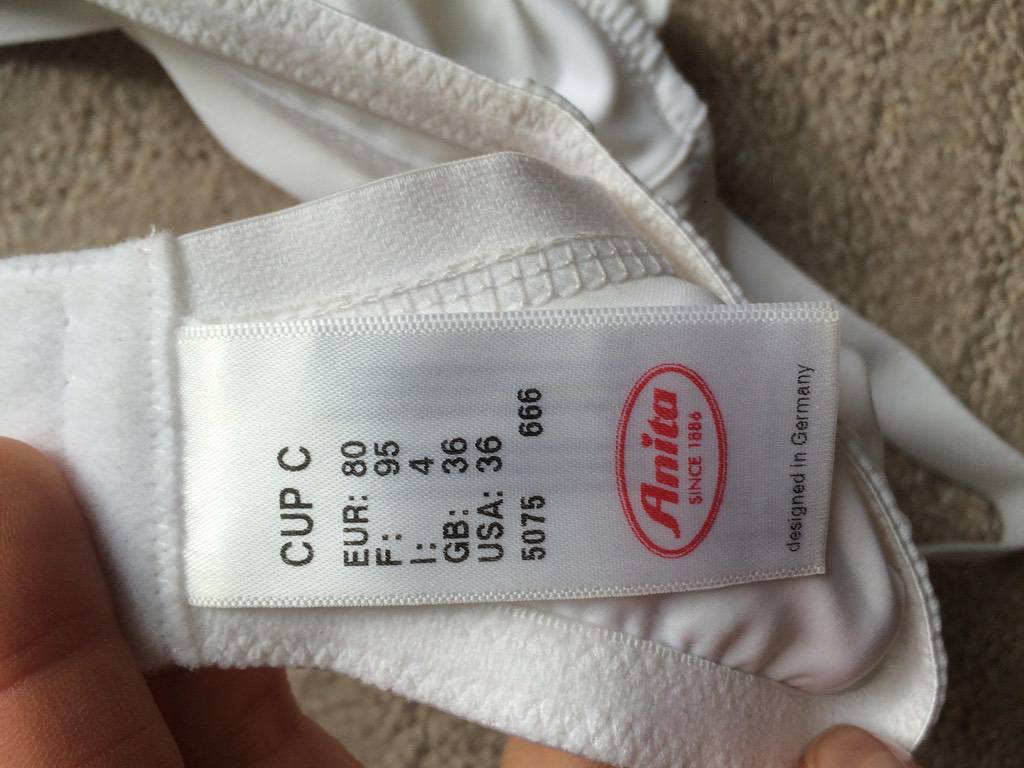 CUP C
EUR: 80
F: 95
I: 4
GB: 36
USA: 36
5075 666
Anita
SINCE 1886
designed in Germany